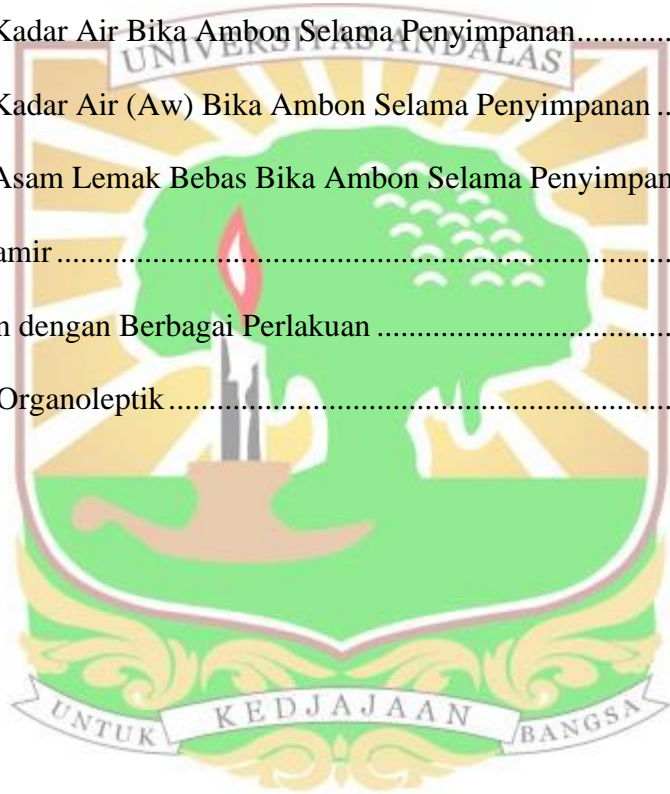 Kadar Air Bika Ambon Selama Penyimpanan............
UNIVERSITAS ANDALAS
Kadar Air (Aw) Bika Ambon Selama Penyimpanan ..
Asam Lemak Bebas Bika Ambon Selama Penyimpan
amir............................................................................
n dengan Berbagai Perlakuan .....................................
Organoleptik...............................................................
UNTUK KEDJAJAAN BANGSA